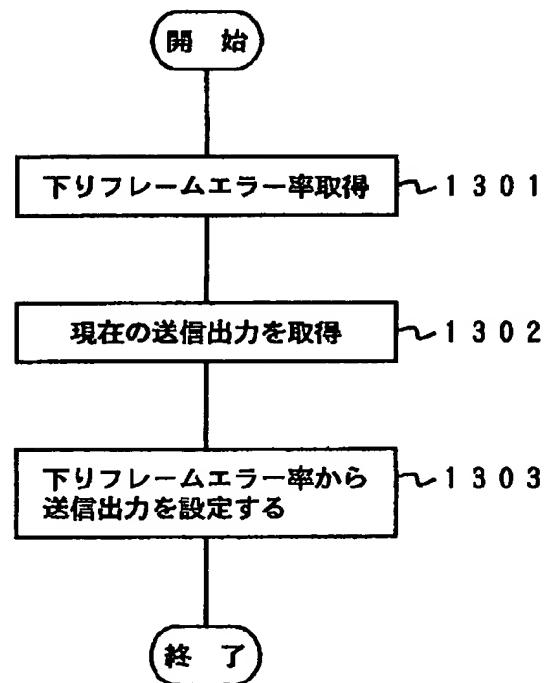 開 始
下りフレームエラー率取得 1301
現在の送信出力を取得 1302
下りフレームエラー率から 1303
送信出力を設定する
終 了